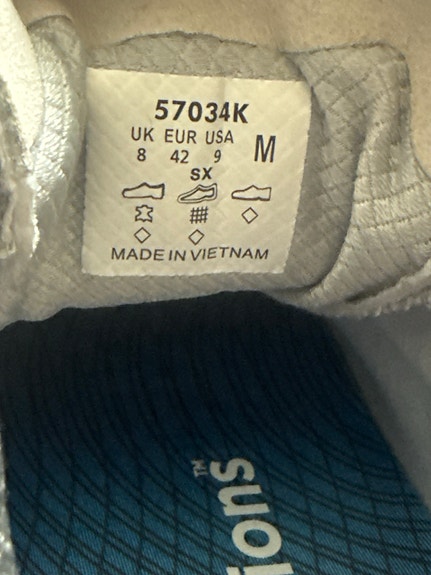 57034K
UK EUR USA M
8 42 9
SX
MADE IN VIETNAM
ions™